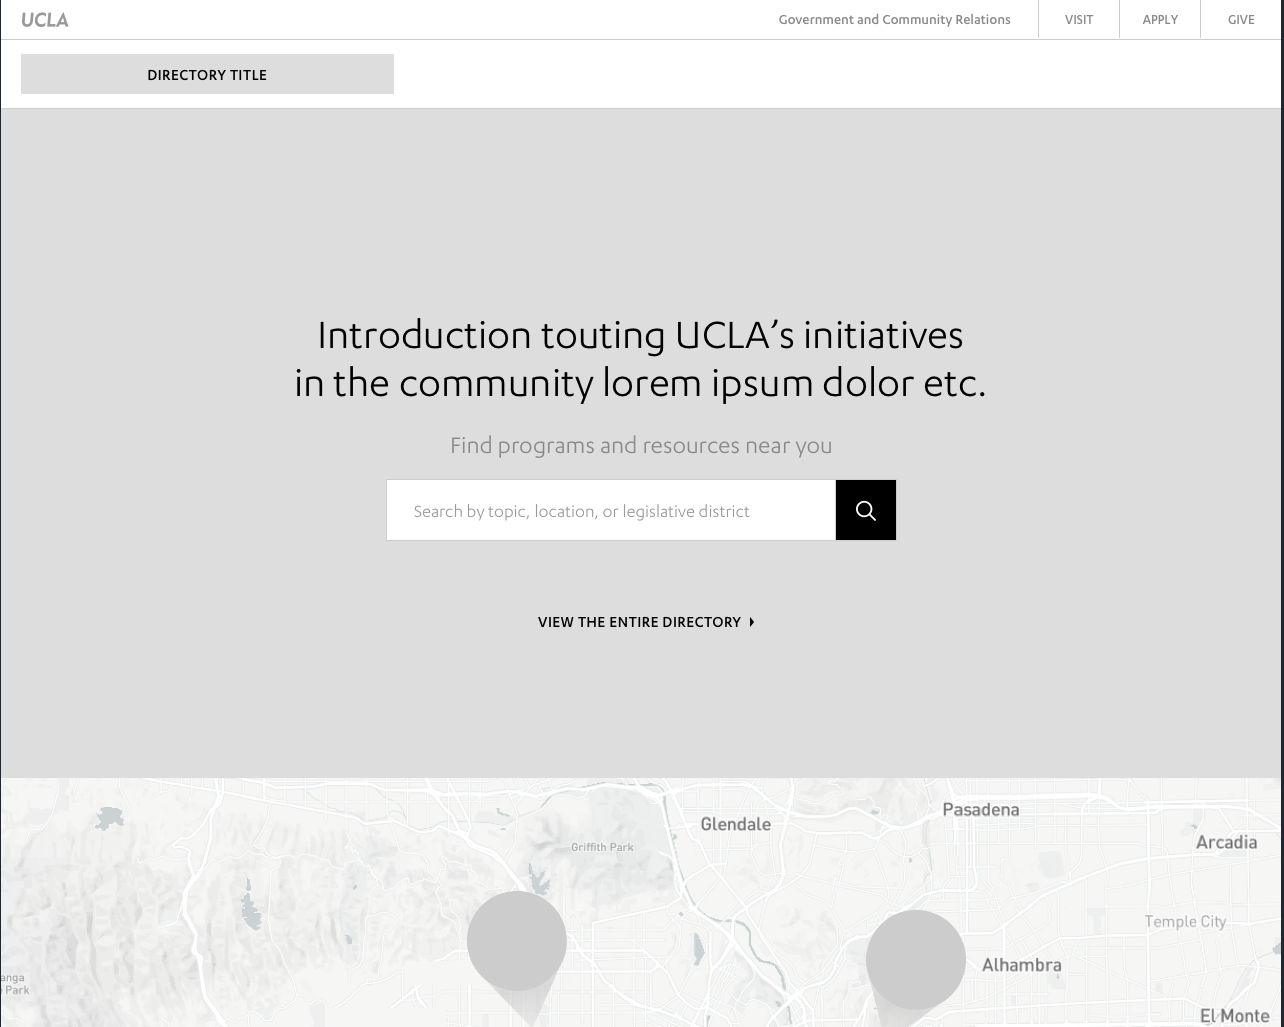 UCLA
Government and Community Relations
VISIT
APPLY
GIVE
DIRECTORY TITLE
Introduction touting UCLA’s initiatives
in the community lorem ipsum dolor etc.
Find programs and resources near you
Search by topic, location, or legislative district
VIEW THE ENTIRE DIRECTORY
Pasadena
Glendale
Arcadia
Griffith Park
Temple City
Alhambra
anga
Park
El Monte